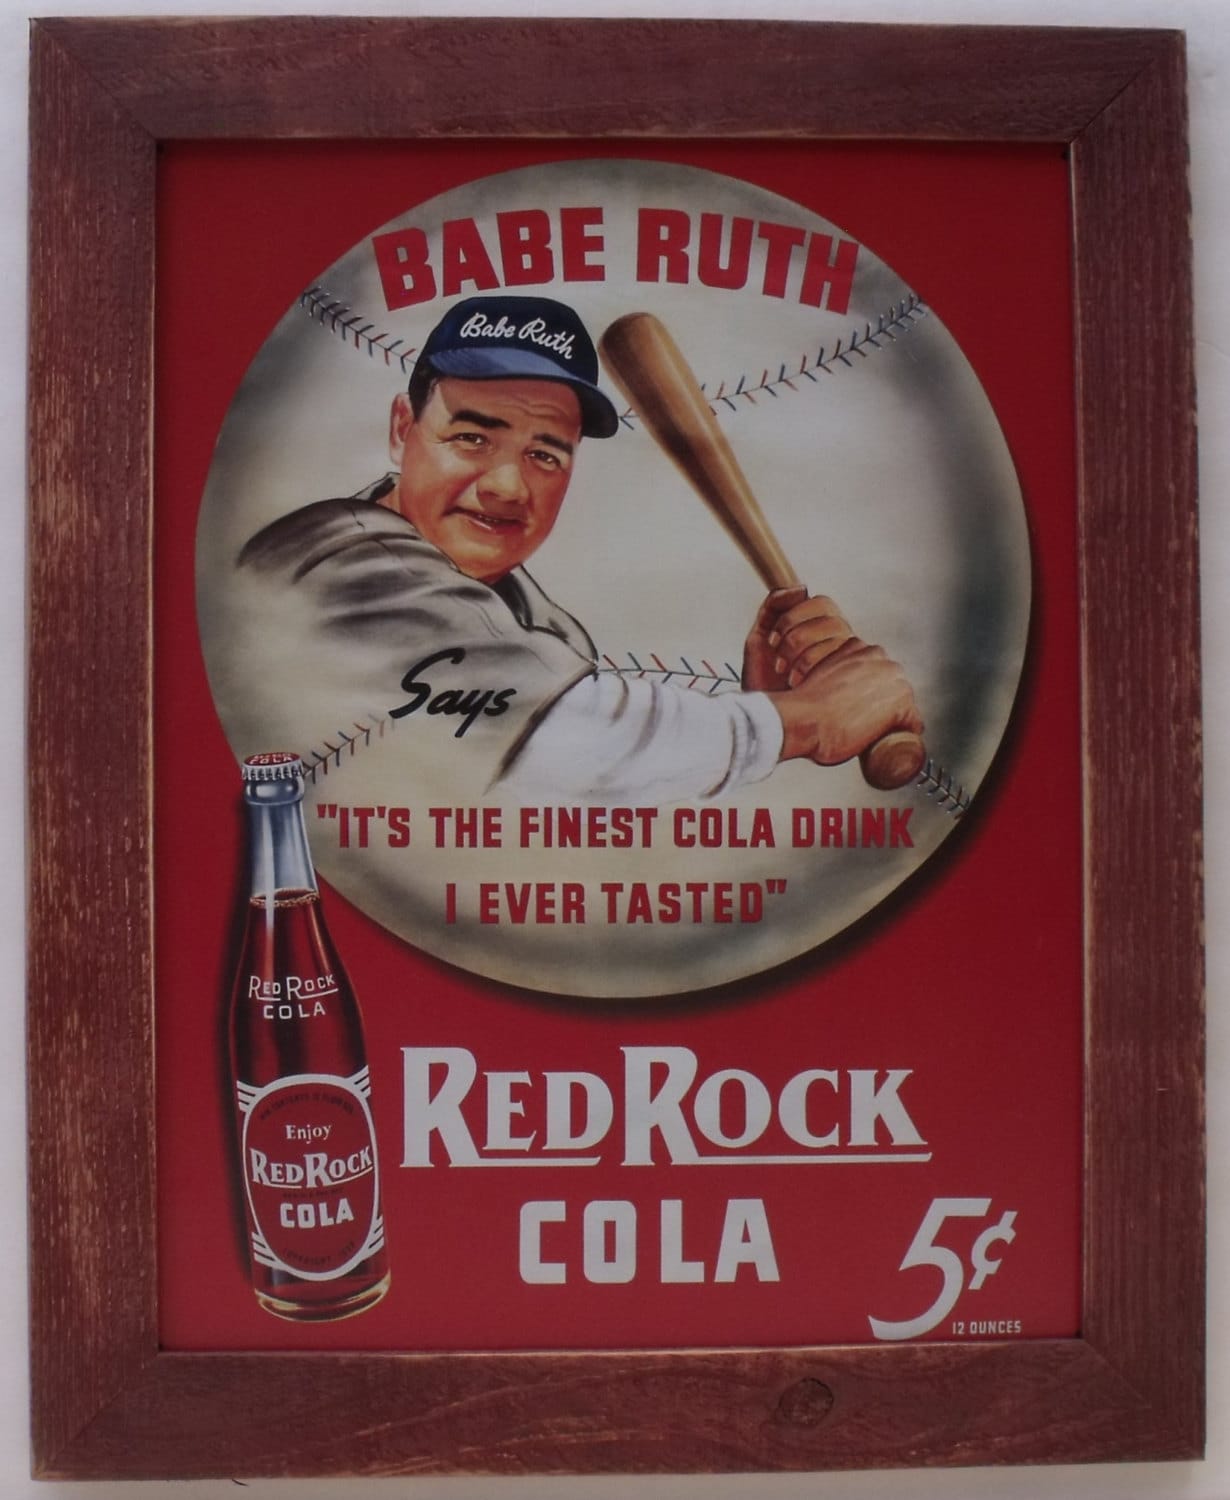 BABE RUTH
Babe Ruth
Says
"IT'S THE FINEST COLA DRINK
I EVER TASTED"
COLA
RED ROCK
COLA
Enjoy
RED ROCK
COLA
RED ROCK
COLA
5¢
12 OUNCES